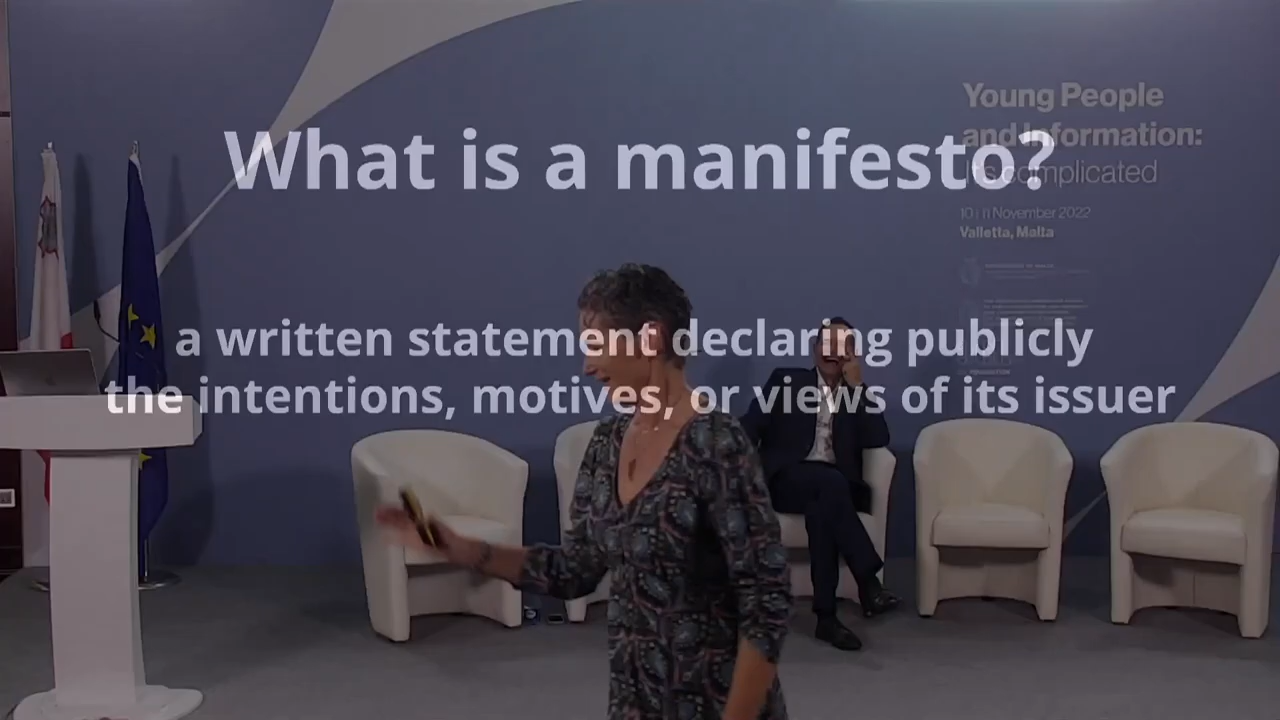 What is a manifesto?
a written statement declaring publicly
the intentions, motives, or views of its issuer
Young People
and Information:
It's complicated
10 | 11 November 2022
Valletta, Malta